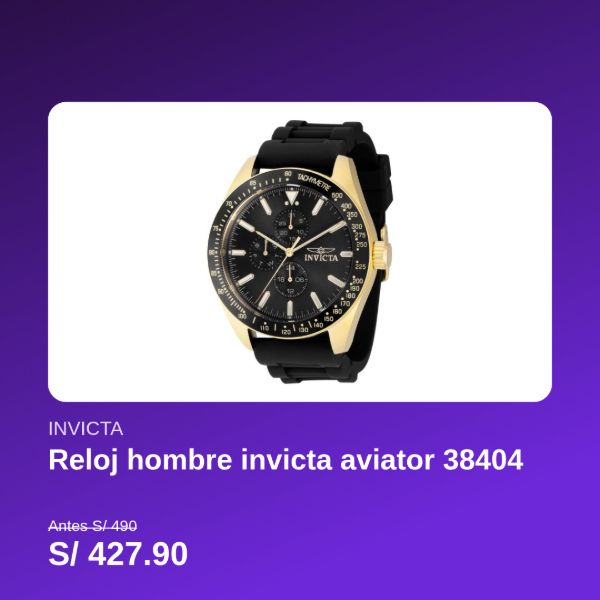 TACHYMETRE
INVICTA
INVICTA
Reloj hombre invicta aviator 38404
Antes S/ 490
S/ 427.90